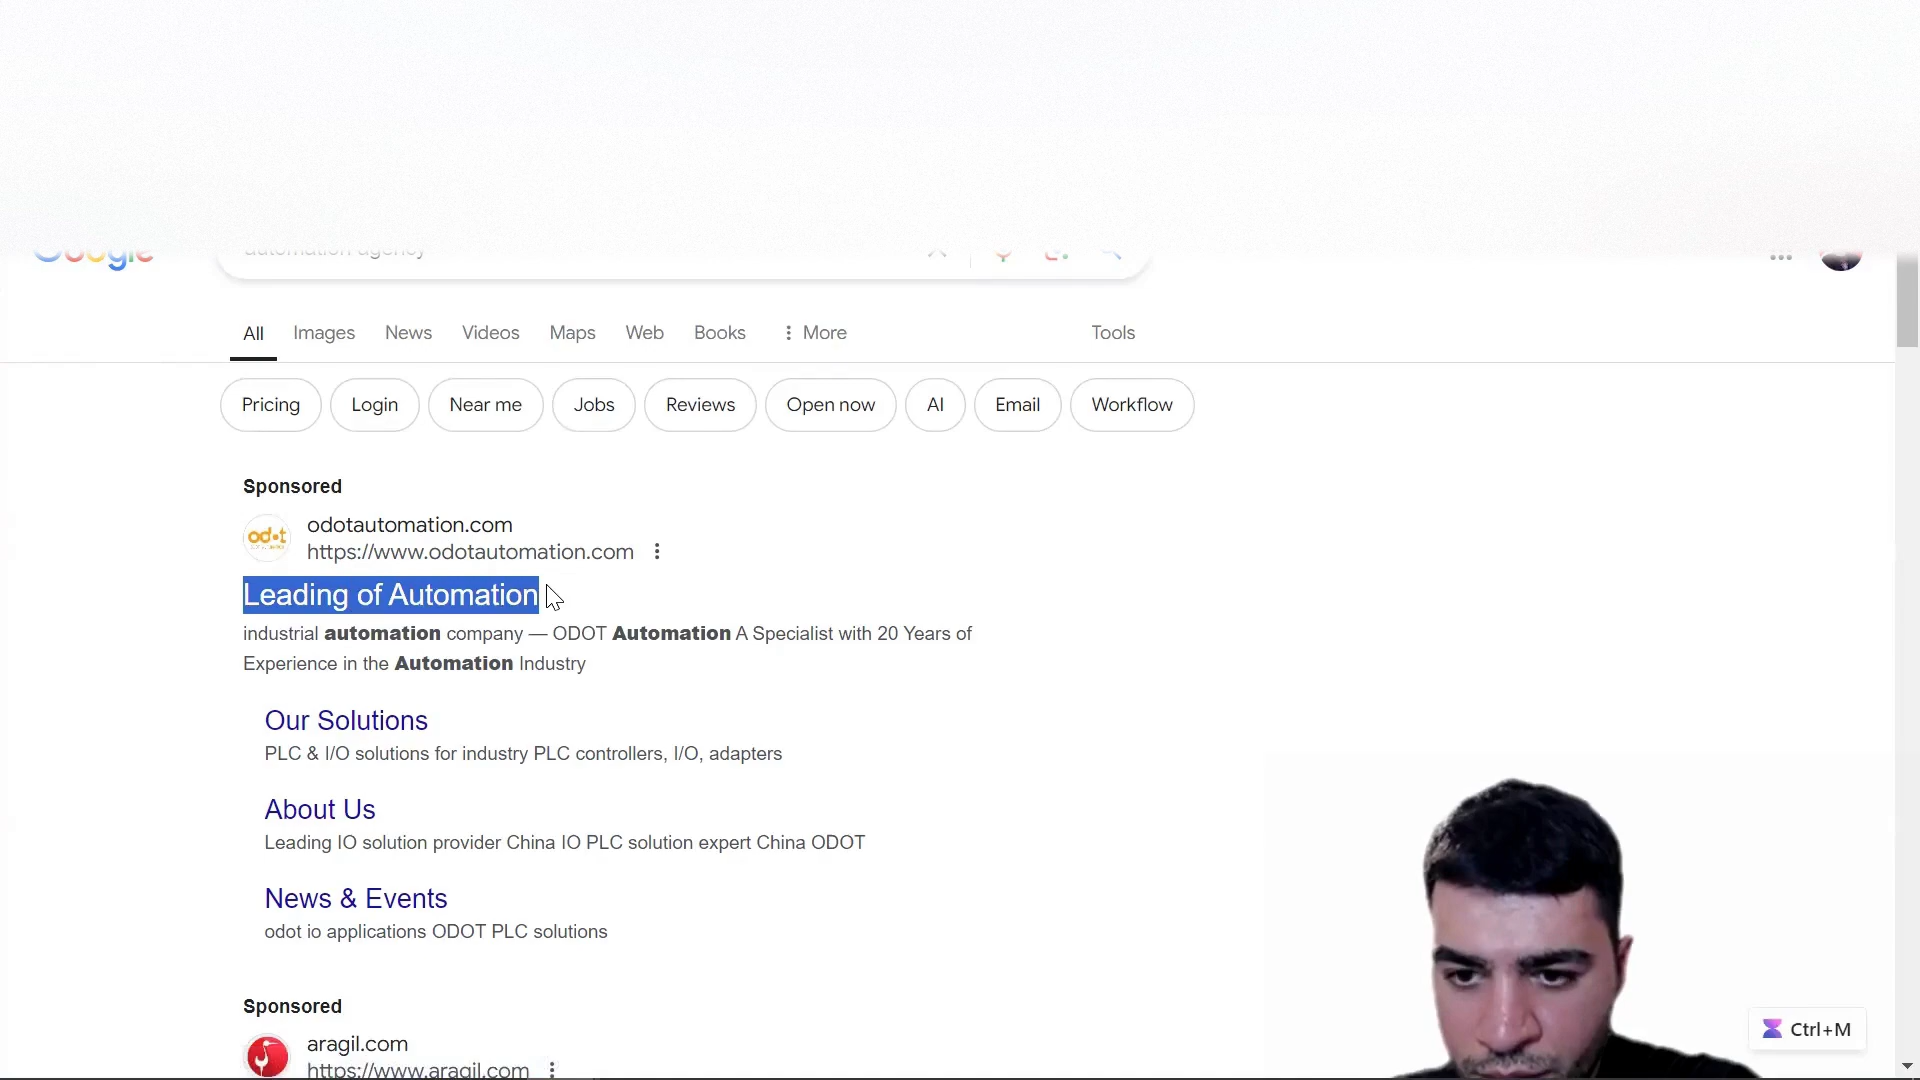 Google
automation agency
All Images News Videos Maps Web Books More Tools
Pricing Login Near me Jobs Reviews Open now AI Email Workflow
Sponsored
odotautomation.com
https://www.odotautomation.com
Leading of Automation
industrial automation company — ODOT Automation A Specialist with 20 Years of
Experience in the Automation Industry
Our Solutions
PLC & I/O solutions for industry PLC controllers, I/O, adapters
About Us
Leading IO solution provider China IO PLC solution expert China ODOT
News & Events
odot io applications ODOT PLC solutions
Sponsored
aragil.com
https://www.aragil.com
Ctrl+M